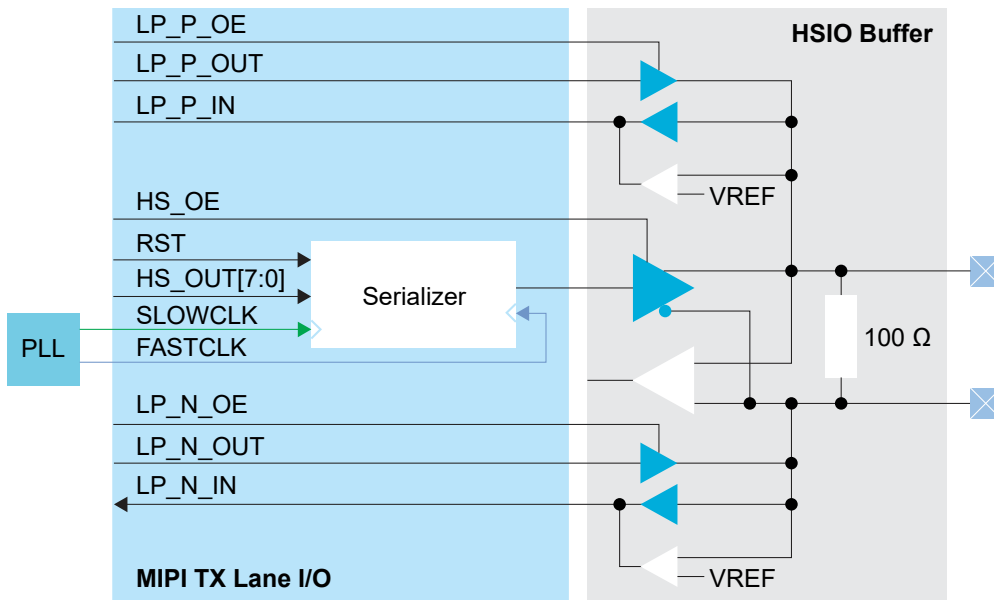 LP_P_OE
HSIO Buffer
LP_P_OUT
LP_P_IN
VREF
HS_OE
RST
HS_OUT[7:0]
Serializer
SLOWCLK
PLL
FASTCLK
100 Ω
LP_N_OE
LP_N_OUT
LP_N_IN
MIPI TX Lane I/O
VREF